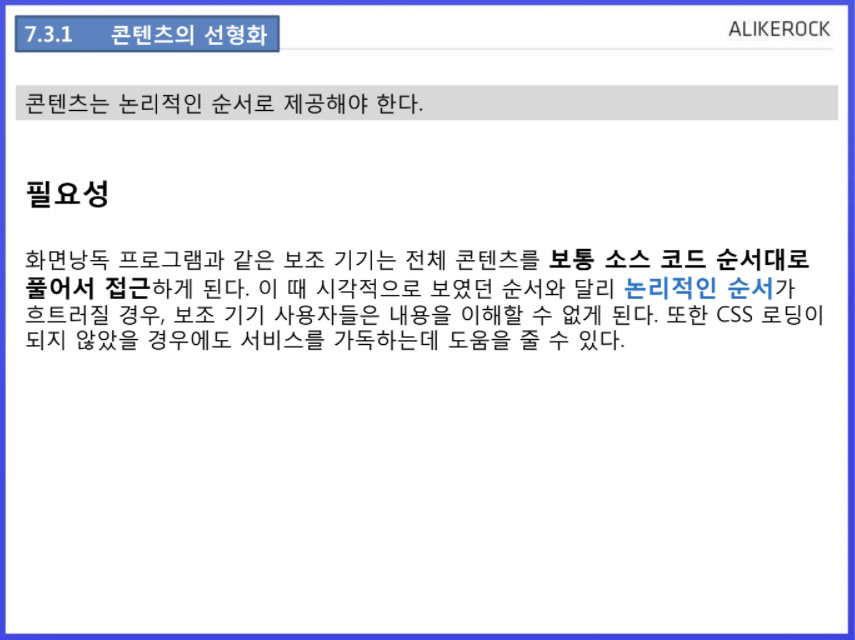 7.3.1 콘텐츠의 선형화
ALIKEROCK
콘텐츠는 논리적인 순서로 제공해야 한다.
필요성
화면낭독 프로그램과 같은 보조 기기는 전체 콘텐츠를 보통 소스 코드 순서대로
풀어서 접근하게 된다. 이 때 시각적으로 보였던 순서와 달리 논리적인 순서가
흐트러질 경우, 보조 기기 사용자들은 내용을 이해할 수 없게 된다. 또한 CSS 로딩이
되지 않았을 경우에도 서비스를 가독하는데 도움을 줄 수 있다.